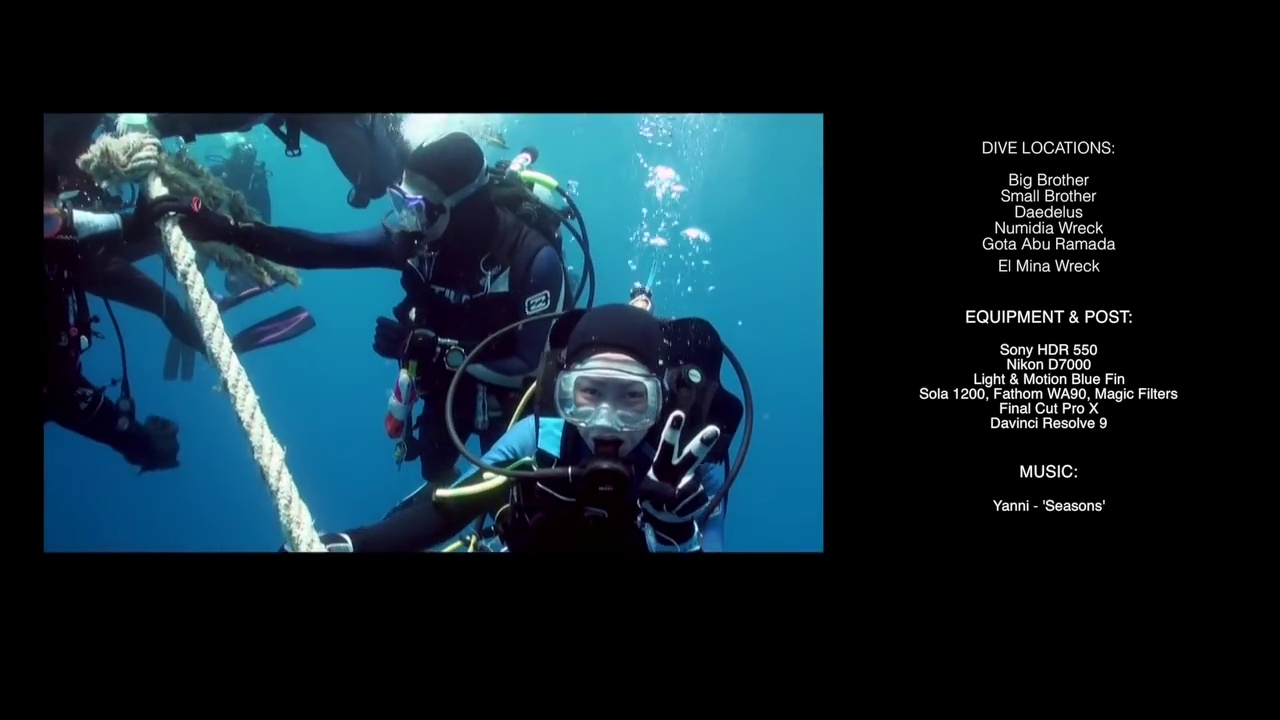 DIVE LOCATIONS:
Big Brother
Small Brother
Daedelus
Numidia Wreck
Gota Abu Ramada
El Mina Wreck
EQUIPMENT & POST:
Sony HDR 550
Nikon D7000
Light & Motion Blue Fin
Sola 1200, Fathom WA90, Magic Filters
Final Cut Pro X
Davinci Resolve 9
MUSIC:
Yanni - 'Seasons'